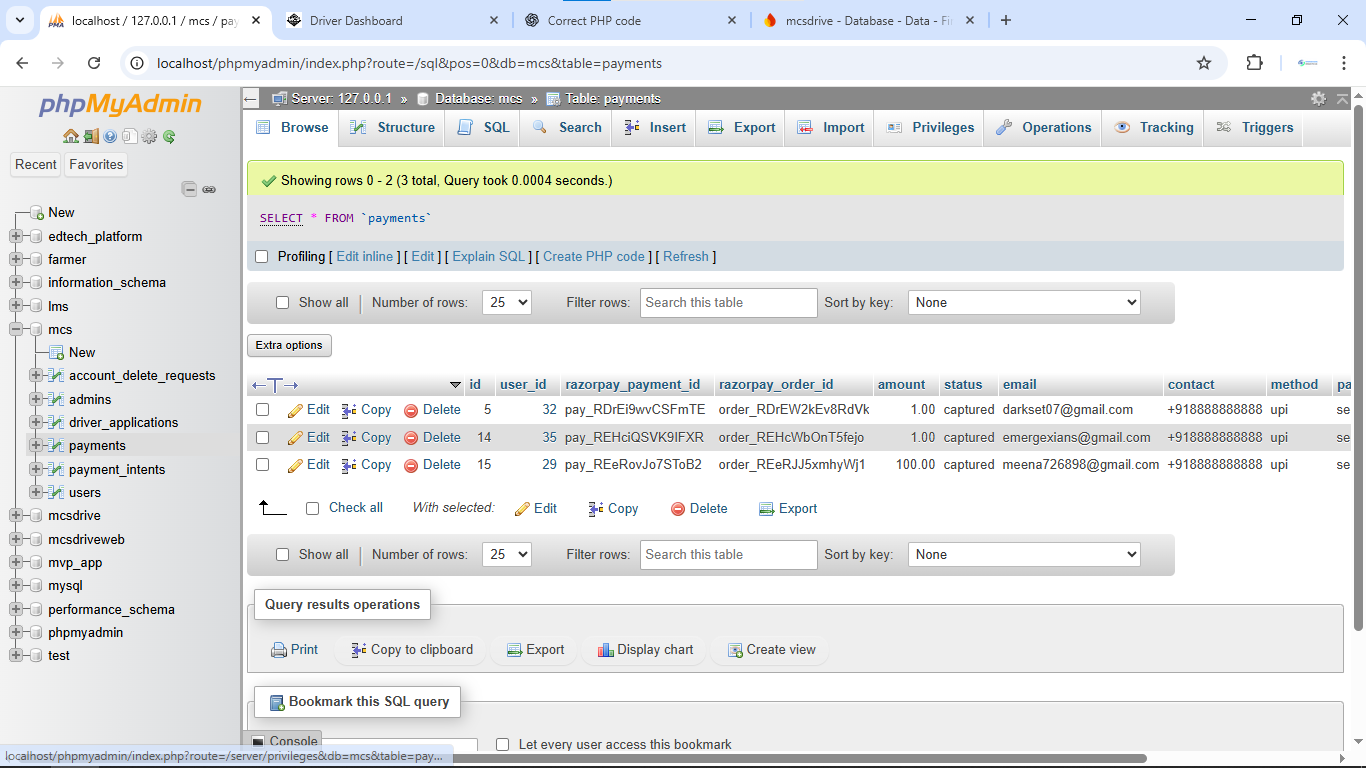 localhost / 127.0.0.1 / mcs / pay
Driver Dashboard
Correct PHP code
mcsdrive - Database - Data - Fi
localhost/phpmyadmin/index.php?route=/sql&pos=0&db=mcs&table=payments
phpMyAdmin
Recent Favorites
New
edtech_platform
farmer
information_schema
lms
mcs
New
account_delete_requests
admins
driver_applications
payments
payment_intents
users
mcsdrive
mcsdriveweb
mvp_app
mysql
performance_schema
phpmyadmin
test
Server: 127.0.0.1 » Database: mcs » Table: payments
Browse Structure SQL Search Insert Export Import Privileges Operations Tracking Triggers
Showing rows 0 - 2 (3 total, Query took 0.0004 seconds.)
SELECT * FROM `payments`
Profiling [ Edit inline ] [ Edit ] [ Explain SQL ] [ Create PHP code ] [ Refresh ]
Show all Number of rows: 25 Filter rows: Search this table Sort by key: None
Extra options
id user_id razorpay_payment_id razorpay_order_id amount status email contact method pa
Edit Copy Delete 5 32 pay_RDrEi9wvCSFmTE order_RDrEW2kEv8RdVk 1.00 captured darkset07@gmail.com +918888888888 upi se
Edit Copy Delete 14 35 pay_REHciQSVK9IFXR order_REHcWbOnT5fejo 1.00 captured emergexians@gmail.com +918888888888 upi se
Edit Copy Delete 15 29 pay_REeRovJo7SToB2 order_REeRJJ5xmhyWj1 100.00 captured meena726898@gmail.com +918888888888 upi se
Check all With selected: Edit Copy Delete Export
Show all Number of rows: 25 Filter rows: Search this table Sort by key: None
Query results operations
Print Copy to clipboard Export Display chart Create view
Bookmark this SQL query
Console
Let every user access this bookmark
localhost/phpmyadmin/index.php?route=/server/privileges&db=mcs&table=pay...